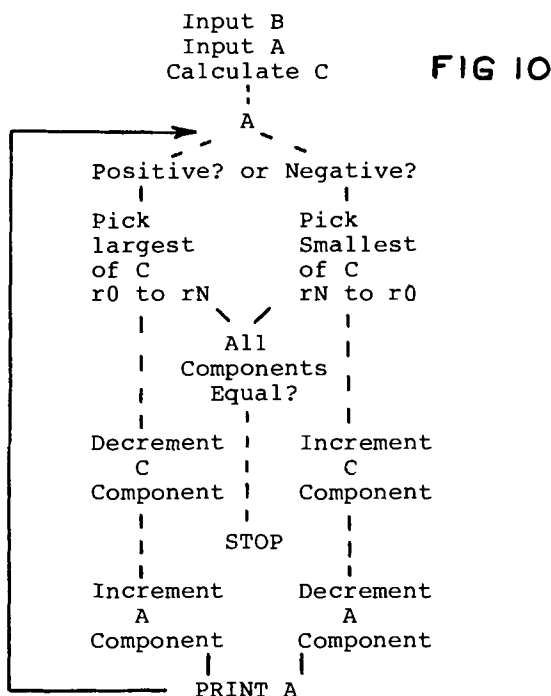 Input B
Input A
Calculate C
FIG 10
A
Positive? or Negative?
Pick
largest
of C
r0 to rN
Pick
Smallest
of C
rN to r0
All
Components
Equal?
Decrement
C
Component
Increment
C
Component
STOP
Increment
A
Component
Decrement
A
Component
PRINT A